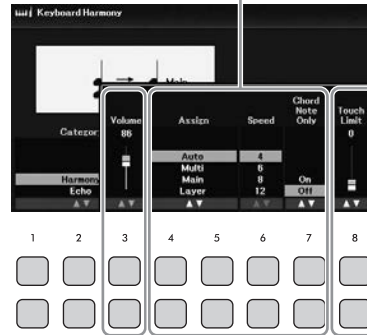 Keyboard Harmony
Main
Category
Volume
86
Assign
Speed
Chord
Note
Only
Touch
Limit
0
Harmony
Echo
Auto
Multi
Main
Layer
4
6
8
12
On
Off
1 2 3 4 5 6 7 8